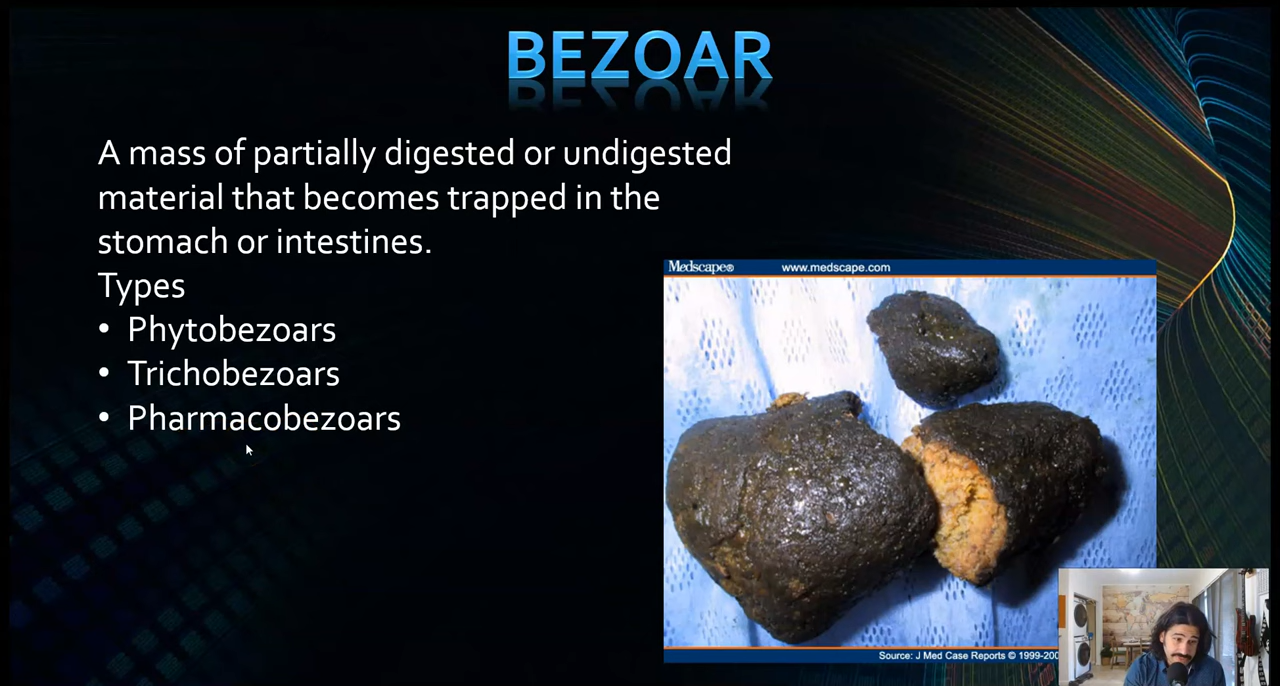 BEZOAR
A mass of partially digested or undigested
material that becomes trapped in the
stomach or intestines.
Types
• Phytobezoars
• Trichobezoars
• Pharmacobezoars
Medscape® www.medscape.com
Source: J Med Case Reports © 1999-200